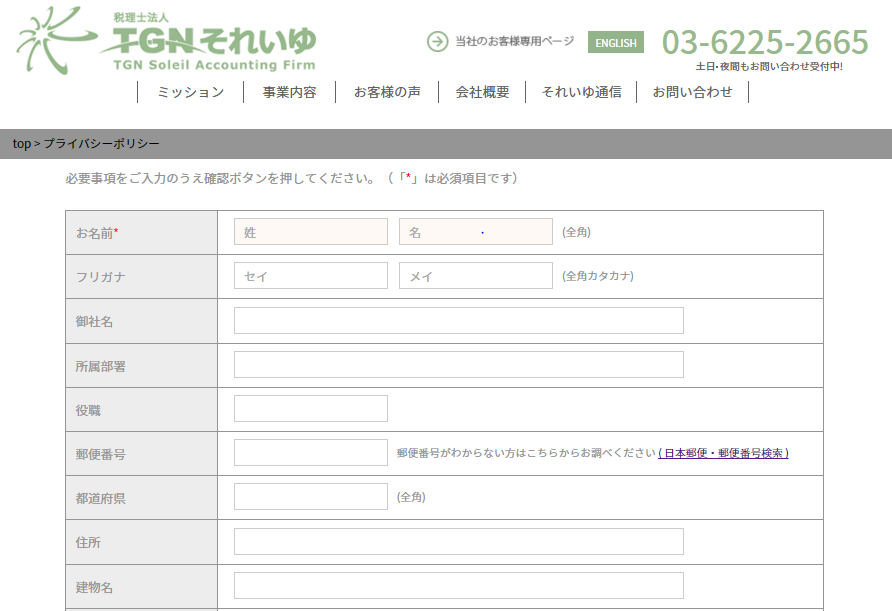 税理士法人
TGNそれいゆ
TGN Soleil Accounting Firm
当社のお客様専用ページ
ENGLISH
03-6225-2665
土日・夜間もお問い合わせ受付中!
ミッション
事業内容
お客様の声
会社概要
それいゆ通信
お問い合わせ
top > プライバシーポリシー
必要事項をご入力のうえ確認ボタンを押してください。（「*」は必須項目です）
お名前* 姓 名 (全角)
フリガナ セイ メイ (全角カタカナ)
御社名
所属部署
役職
郵便番号 郵便番号がわからない方はこちらからお調べください ( 日本郵便・郵便番号検索 )
都道府県 (全角)
住所
建物名